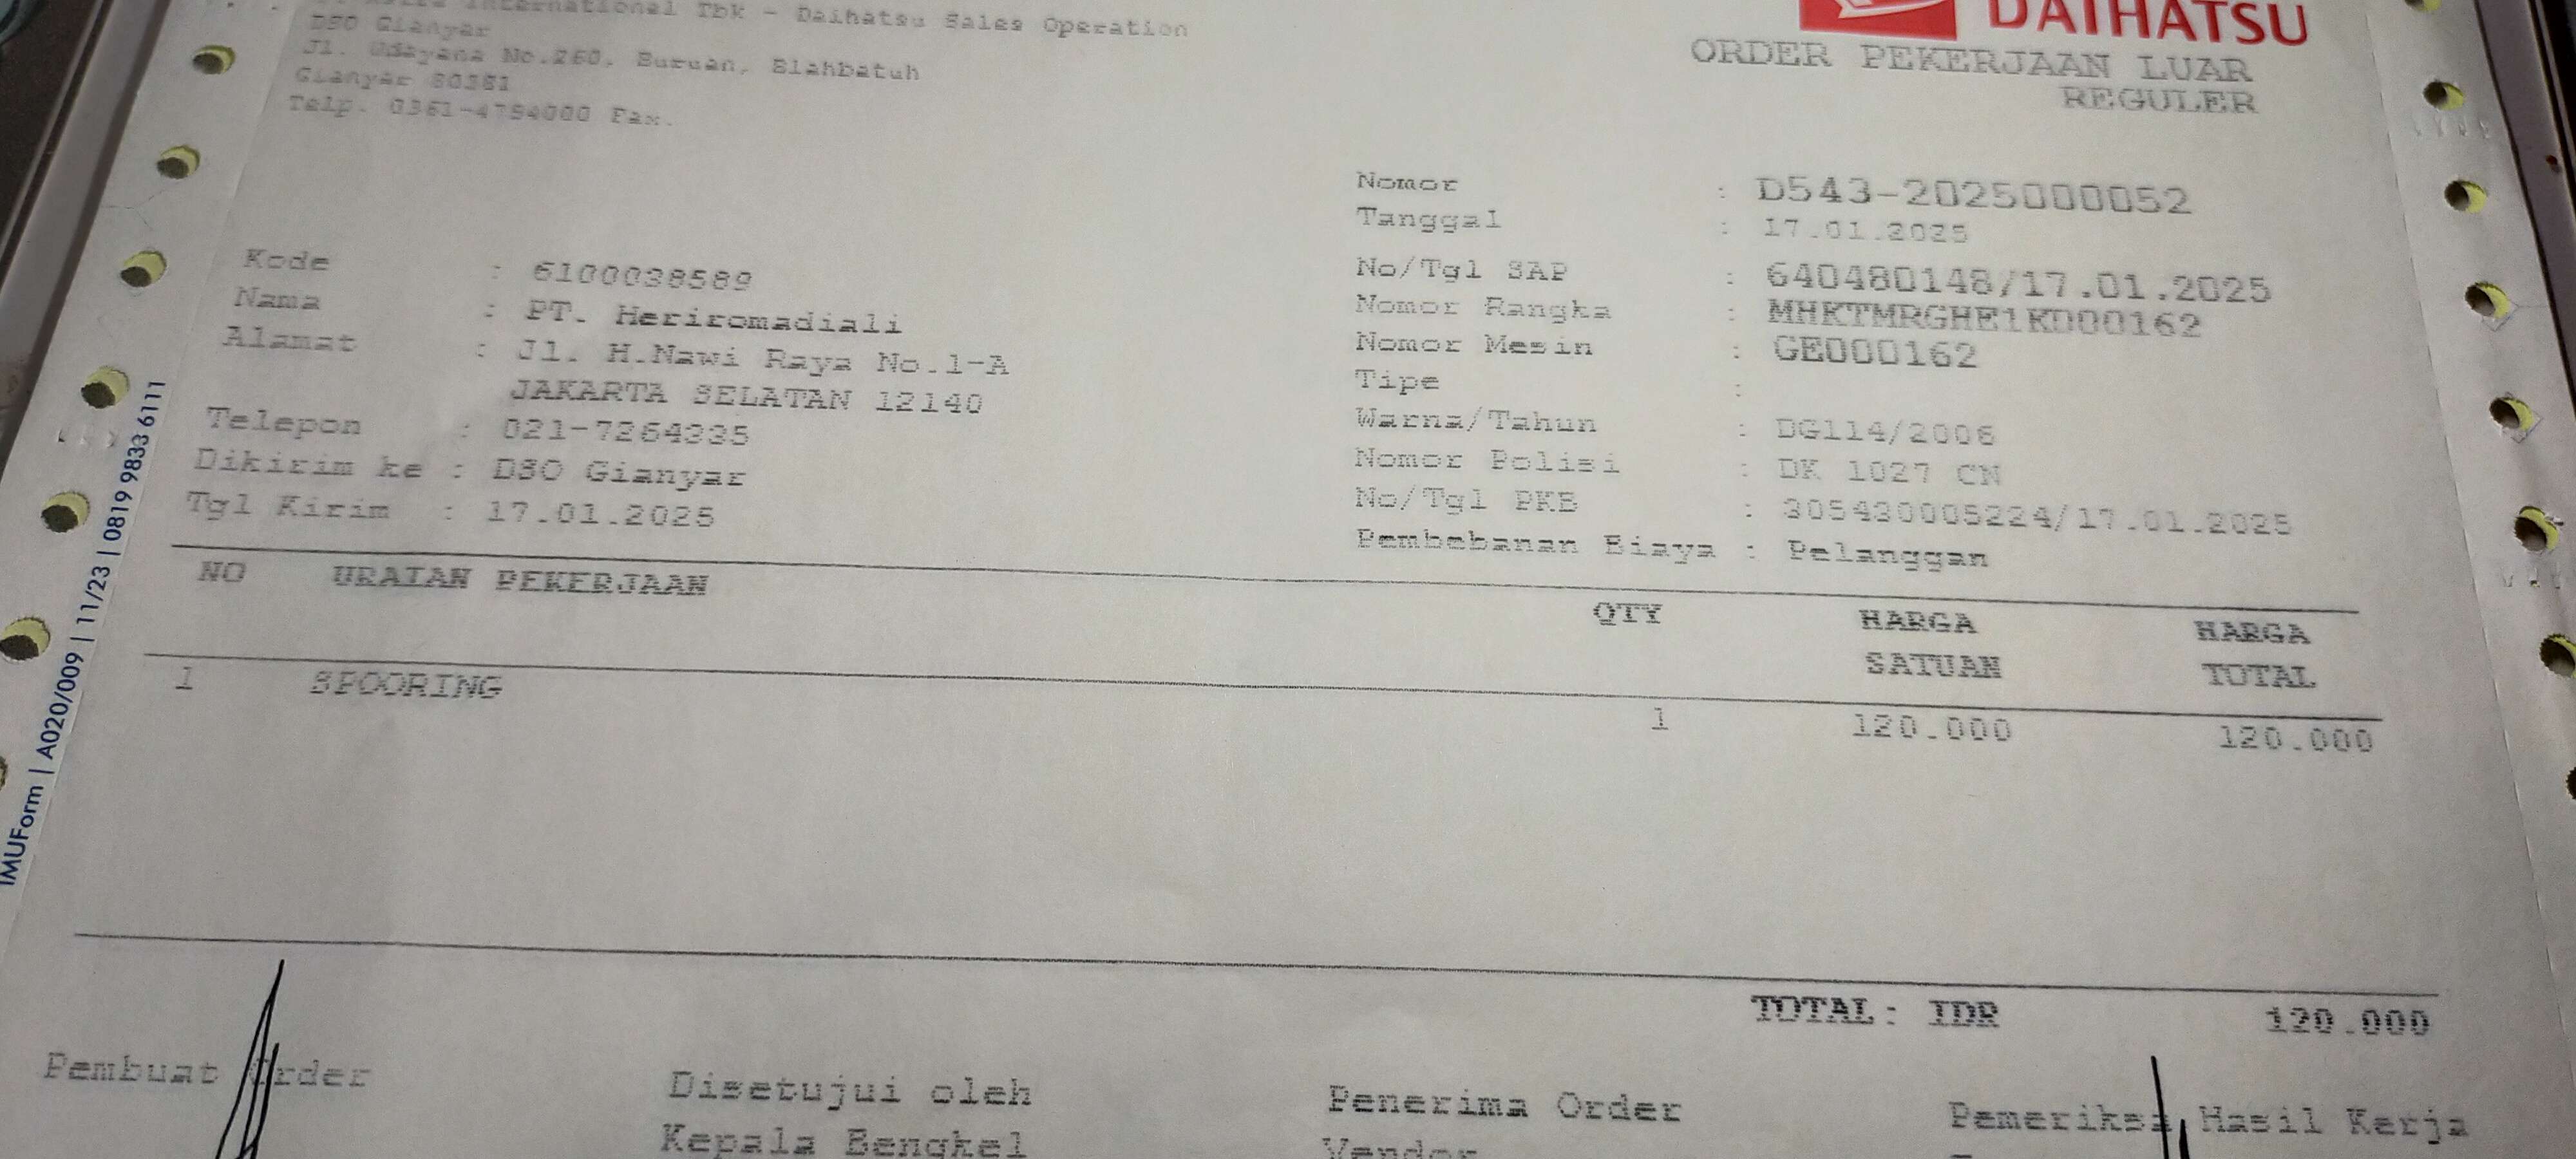 International Tbk - Daihatsu Sales Operation
DSO Gianyar
Jl. Udayana No.260, Buruan, Blahbatuh
Gianyar 80381
Telp. 0361-4794000 Fax.
DAIHATSU
ORDER PEKERJAAN LUAR
REGULER
Kode : 6100038589
Nama : PT. Heriromadiali
Alamat : Jl. H.Nawi Raya No.1-A
JAKARTA SELATAN 12140
Telepon : 021-7264335
Dikirim ke : DSO Gianyar
Tgl Kirim : 17.01.2025
Nomor : D543-2025000052
Tanggal : 17.01.2025
No/Tgl SAP : 640480148/17.01.2025
Nomor Rangka : MHKTMRGHE1KD00162
Nomor Mesin : GE000162
Tipe :
Warna/Tahun : DG114/2006
Nomor Polisi : DK 1027 CN
No/Tgl PKB : 305430005224/17.01.2025
Pembebanan Biaya : Pelanggan
NO URAIAN PEKERJAAN QTY HARGA SATUAN HARGA TOTAL
1 SPOORING 1 120.000 120.000
TOTAL : IDR 120.000
Pembuat Order
Disetujui oleh
Kepala Bengkel
Penerima Order
Vendor
Pemeriksa Hasil Kerja
IMUForm | A020/009 | 11/23 | 0819 9833 6111